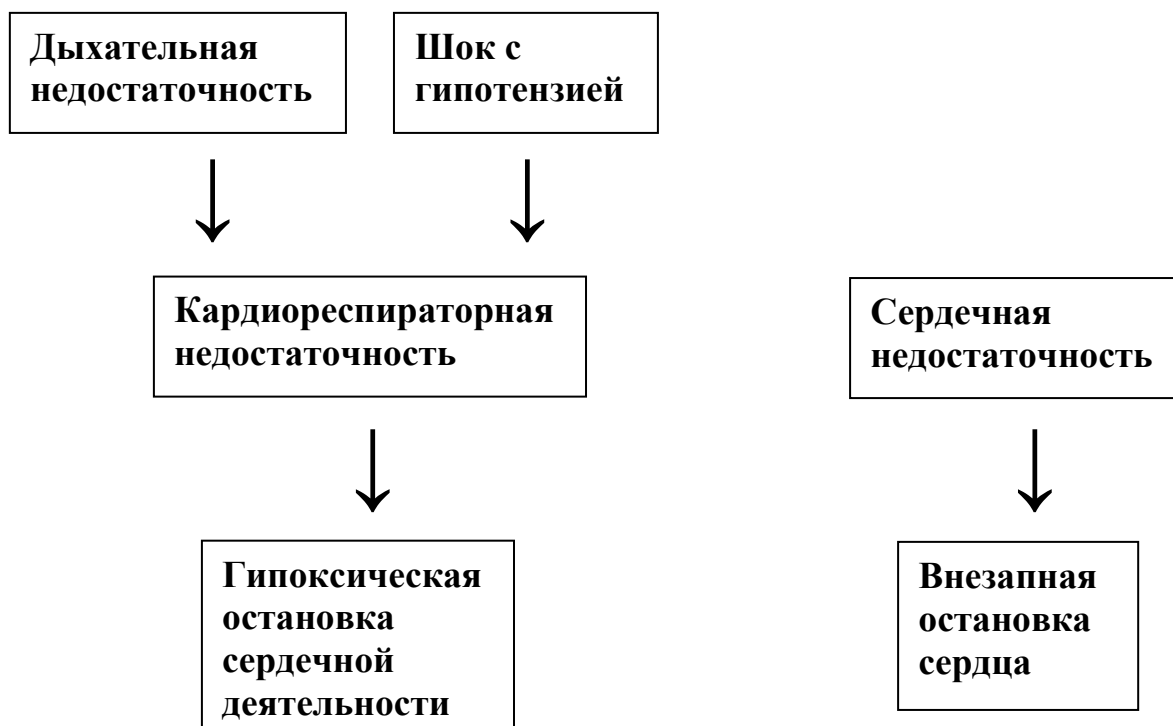 Дыхательная
недостаточность
Шок с
гипотензией
Кардиореспираторная
недостаточность
Сердечная
недостаточность
Гипоксическая
остановка
сердечной
деятельности
Внезапная
остановка
сердца